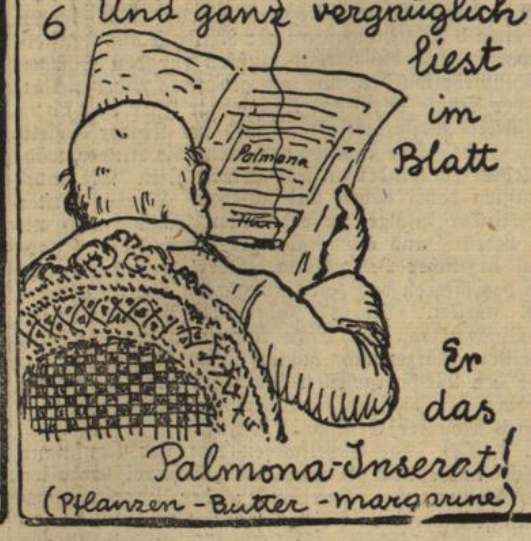 6 Und ganz vergnüglich
liest
im
Blatt
Palmona
Er
das
Palmona-Inserat!
(Pflanzen-Butter-Margarine)